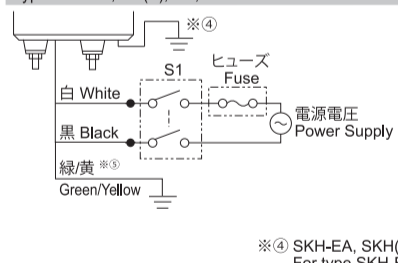 ※④
S1
ヒューズ
Fuse
白 White
黒 Black
電源電圧
Power Supply
緑/黄 ※⑤
Green/Yellow
※④ SKH-EA, SKH(
For type SKH-